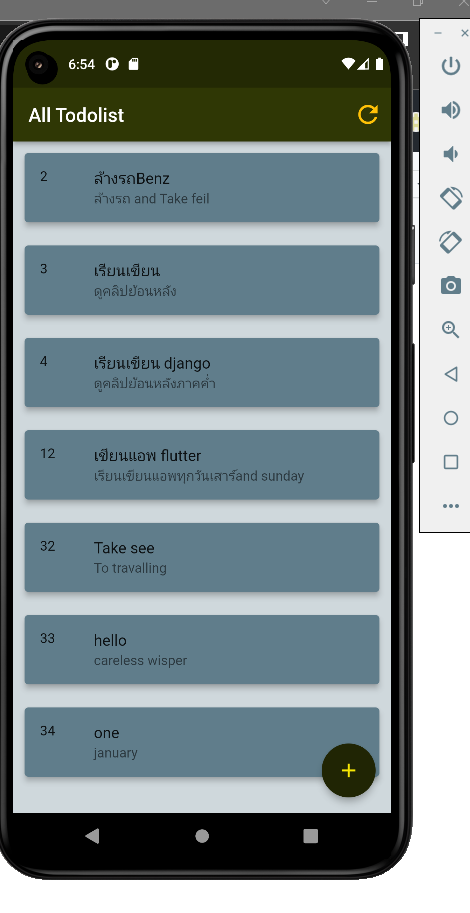 6:54
All Todolist
2
ล้างรถBenz
ล้างรถ and Take feil
3
เรียนเขียน
ดูคลิปย้อนหลัง
4
เรียนเขียน django
ดูคลิปย้อนหลังภาคค่ำ
12
เขียนแอพ flutter
เรียนเขียนแอพทุกวันเสาร์and sunday
32
Take see
To travalling
33
hello
careless wisper
34
one
january